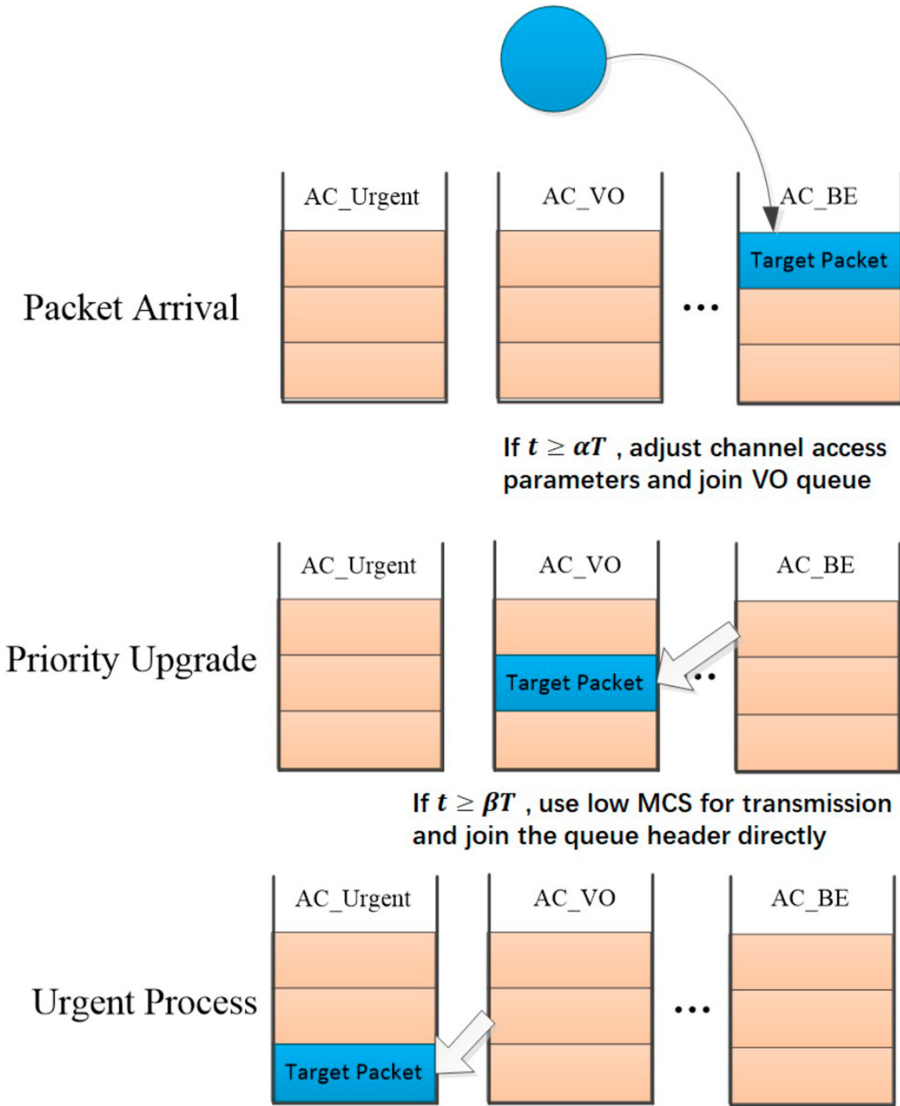 AC_Urgent AC_VO AC_BE
Target Packet
Packet Arrival
...
If t ≥ αT , adjust channel access
parameters and join VO queue
AC_Urgent AC_VO AC_BE
Priority Upgrade
Target Packet
..
If t ≥ βT , use low MCS for transmission
and join the queue header directly
AC_Urgent AC_VO AC_BE
Urgent Process
...
Target Packet